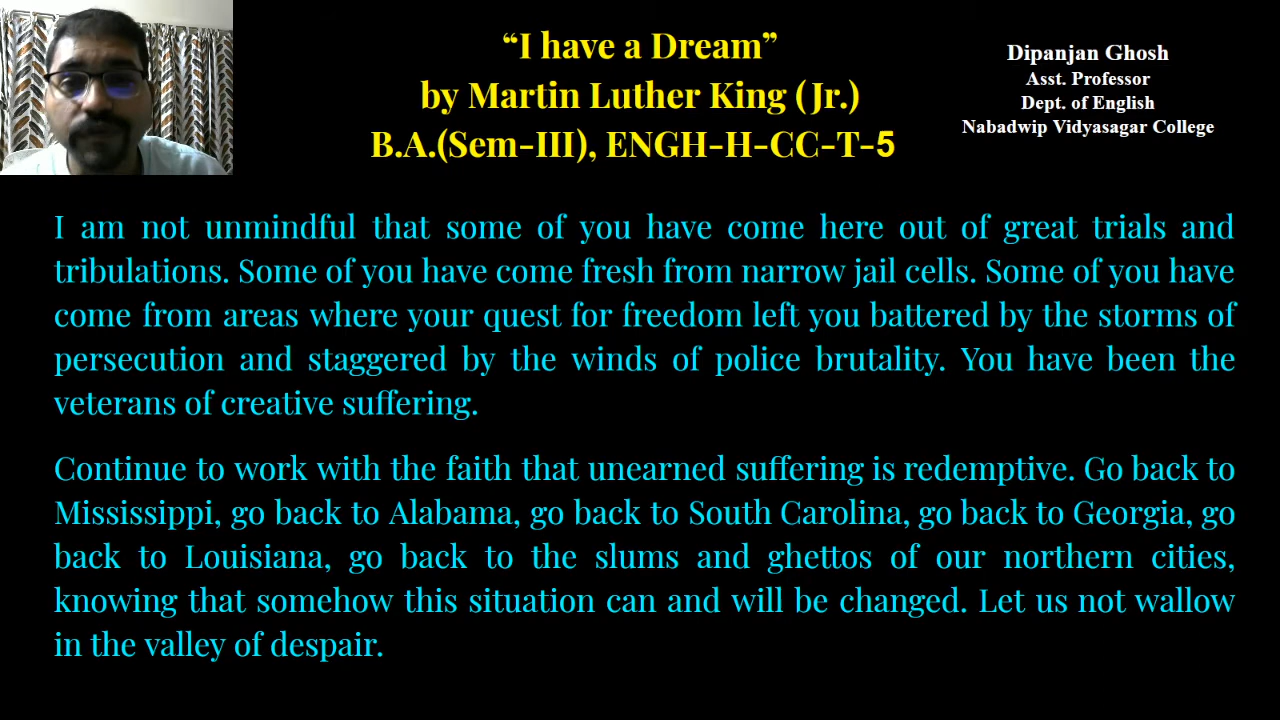 “I have a Dream”
by Martin Luther King (Jr.)
B.A.(Sem-III), ENGH-H-CC-T-5
Dipanjan Ghosh
Asst. Professor
Dept. of English
Nabadwip Vidyasagar College
I am not unmindful that some of you have come here out of great trials and
tribulations. Some of you have come fresh from narrow jail cells. Some of you have
come from areas where your quest for freedom left you battered by the storms of
persecution and staggered by the winds of police brutality. You have been the
veterans of creative suffering.
Continue to work with the faith that unearned suffering is redemptive. Go back to
Mississippi, go back to Alabama, go back to South Carolina, go back to Georgia, go
back to Louisiana, go back to the slums and ghettos of our northern cities,
knowing that somehow this situation can and will be changed. Let us not wallow
in the valley of despair.